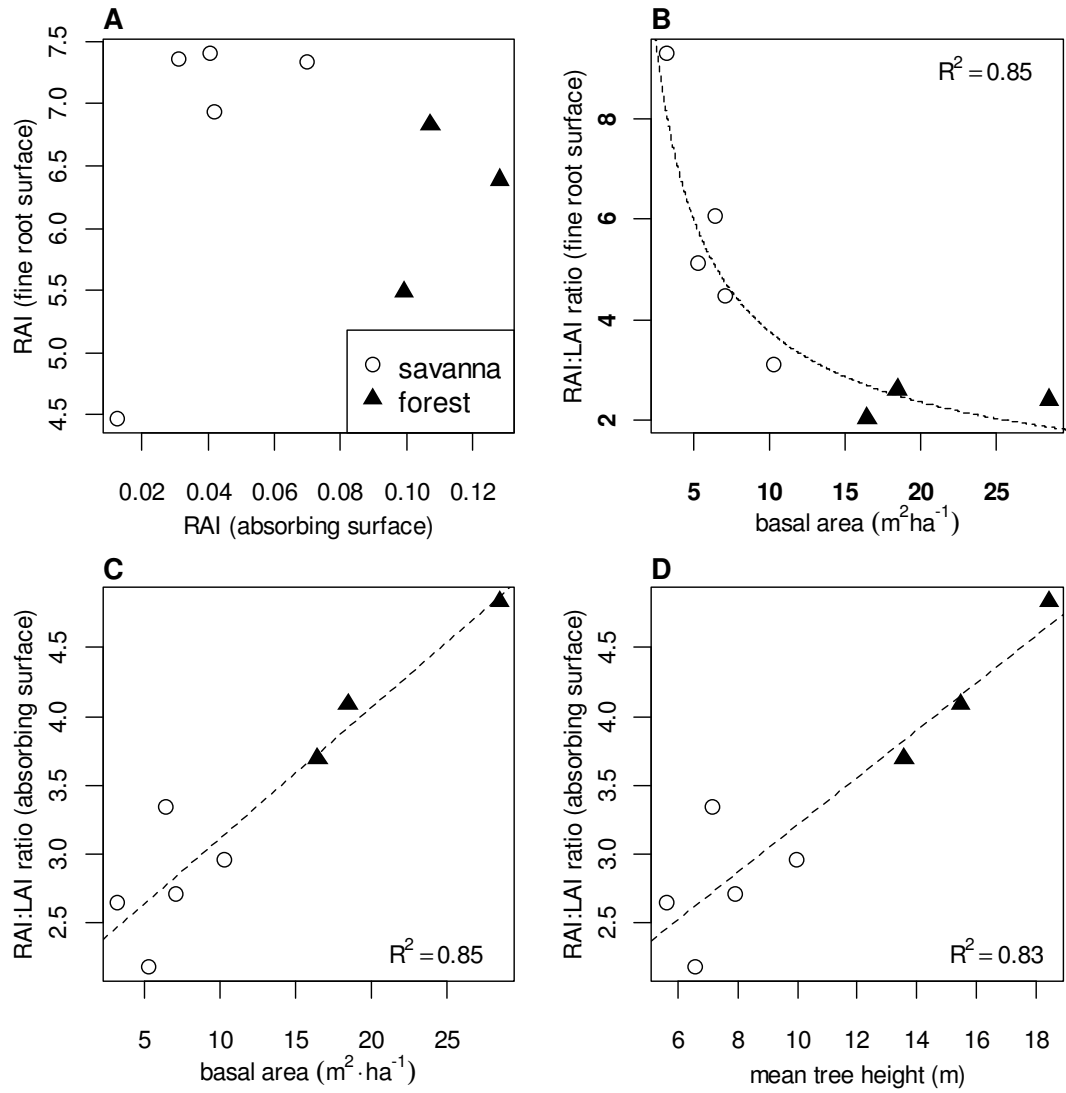 A
RAI (fine root surface)
7.5
7.0
6.5
6.0
5.5
5.0
4.5
savanna
forest
0.02 0.04 0.06 0.08 0.10 0.12
RAI (absorbing surface)
B
RAI:LAI ratio (fine root surface)
R² = 0.85
8
6
4
2
5 10 15 20 25
basal area (m²ha⁻¹)
C
RAI:LAI ratio (absorbing surface)
4.5
4.0
3.5
3.0
2.5
R² = 0.85
5 10 15 20 25
basal area (m²·ha⁻¹)
D
RAI:LAI ratio (absorbing surface)
4.5
4.0
3.5
3.0
2.5
R² = 0.83
6 8 10 12 14 16 18
mean tree height (m)